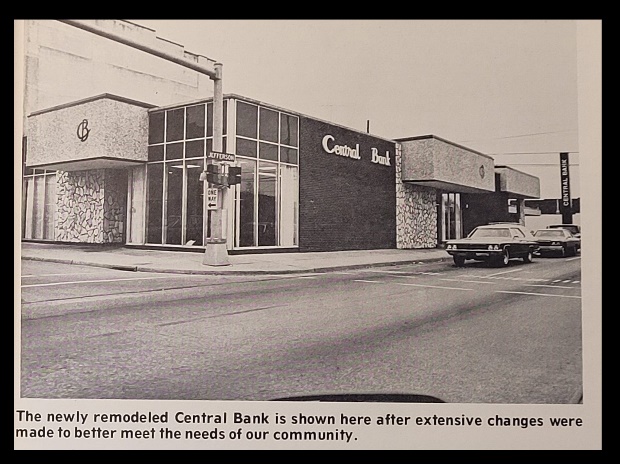 CB
Central Bank
JEFFERSON
ONE
WAY
CENTRAL BANK
The newly remodeled Central Bank is shown here after extensive changes were
made to better meet the needs of our community.